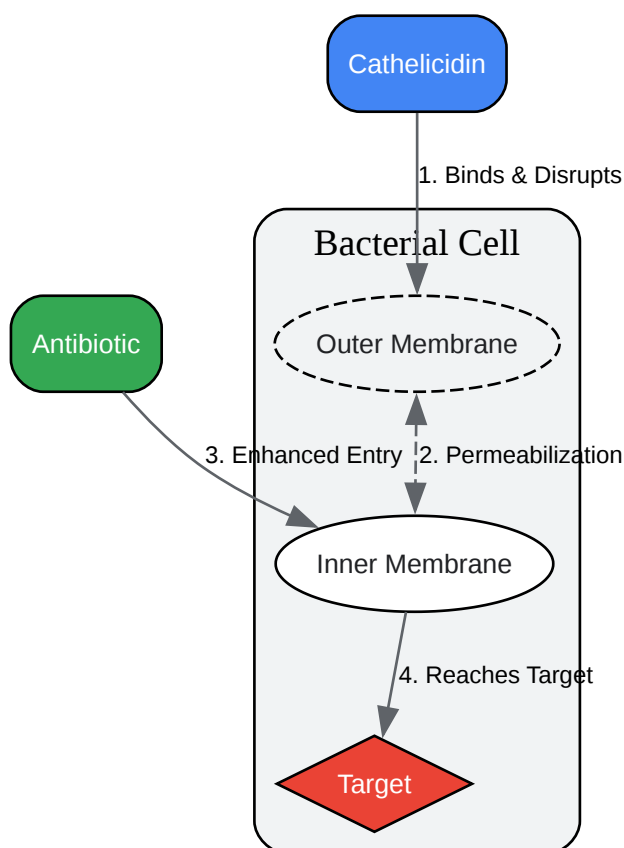 Cathelicidin
1. Binds & Disrupts
Bacterial Cell
Antibiotic
Outer Membrane
3. Enhanced Entry
2. Permeabilization
Inner Membrane
4. Reaches Target
Target